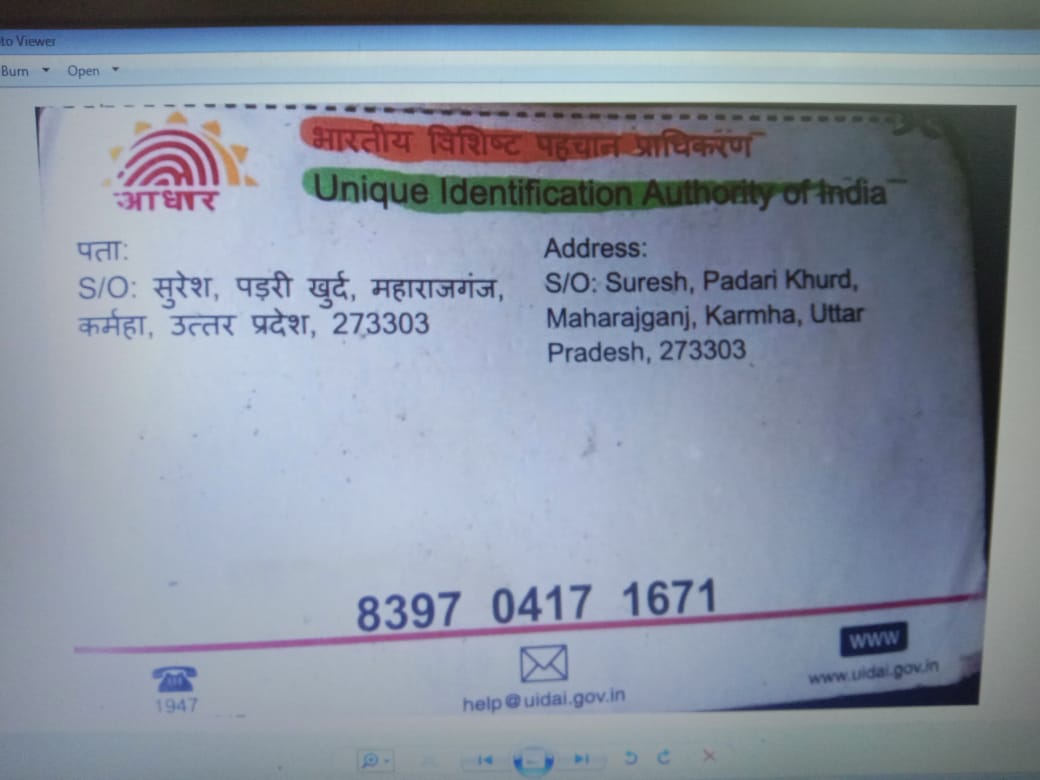 to Viewer
Burn Open
भारतीय विशिष्ट पहचान प्राधिकरण
Unique Identification Authority of India
आधार
पता:
S/O: सुरेश, पड़री खुर्द, महाराजगंज,
कर्महा, उत्तर प्रदेश, 273303
Address:
S/O: Suresh, Padari Khurd,
Maharajganj, Karmha, Uttar
Pradesh, 273303
8397 0417 1671
1947
help@uidai.gov.in
WWW
www.uidai.gov.in